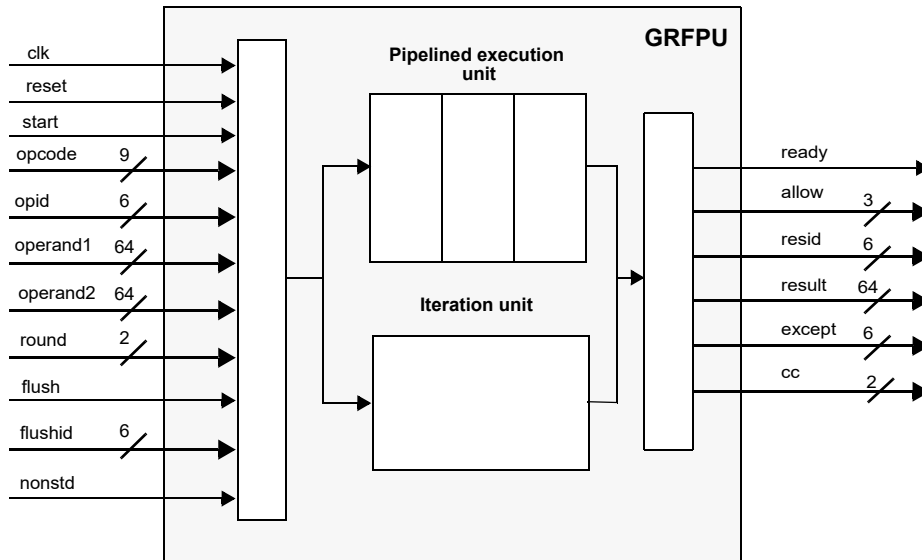 GRFPU
Pipelined execution
unit
Iteration unit
clk
reset
start
opcode 9
opid 6
operand1 64
operand2 64
round 2
flush
flushid 6
nonstd
ready
allow 3
resid 6
result 64
except 6
cc 2